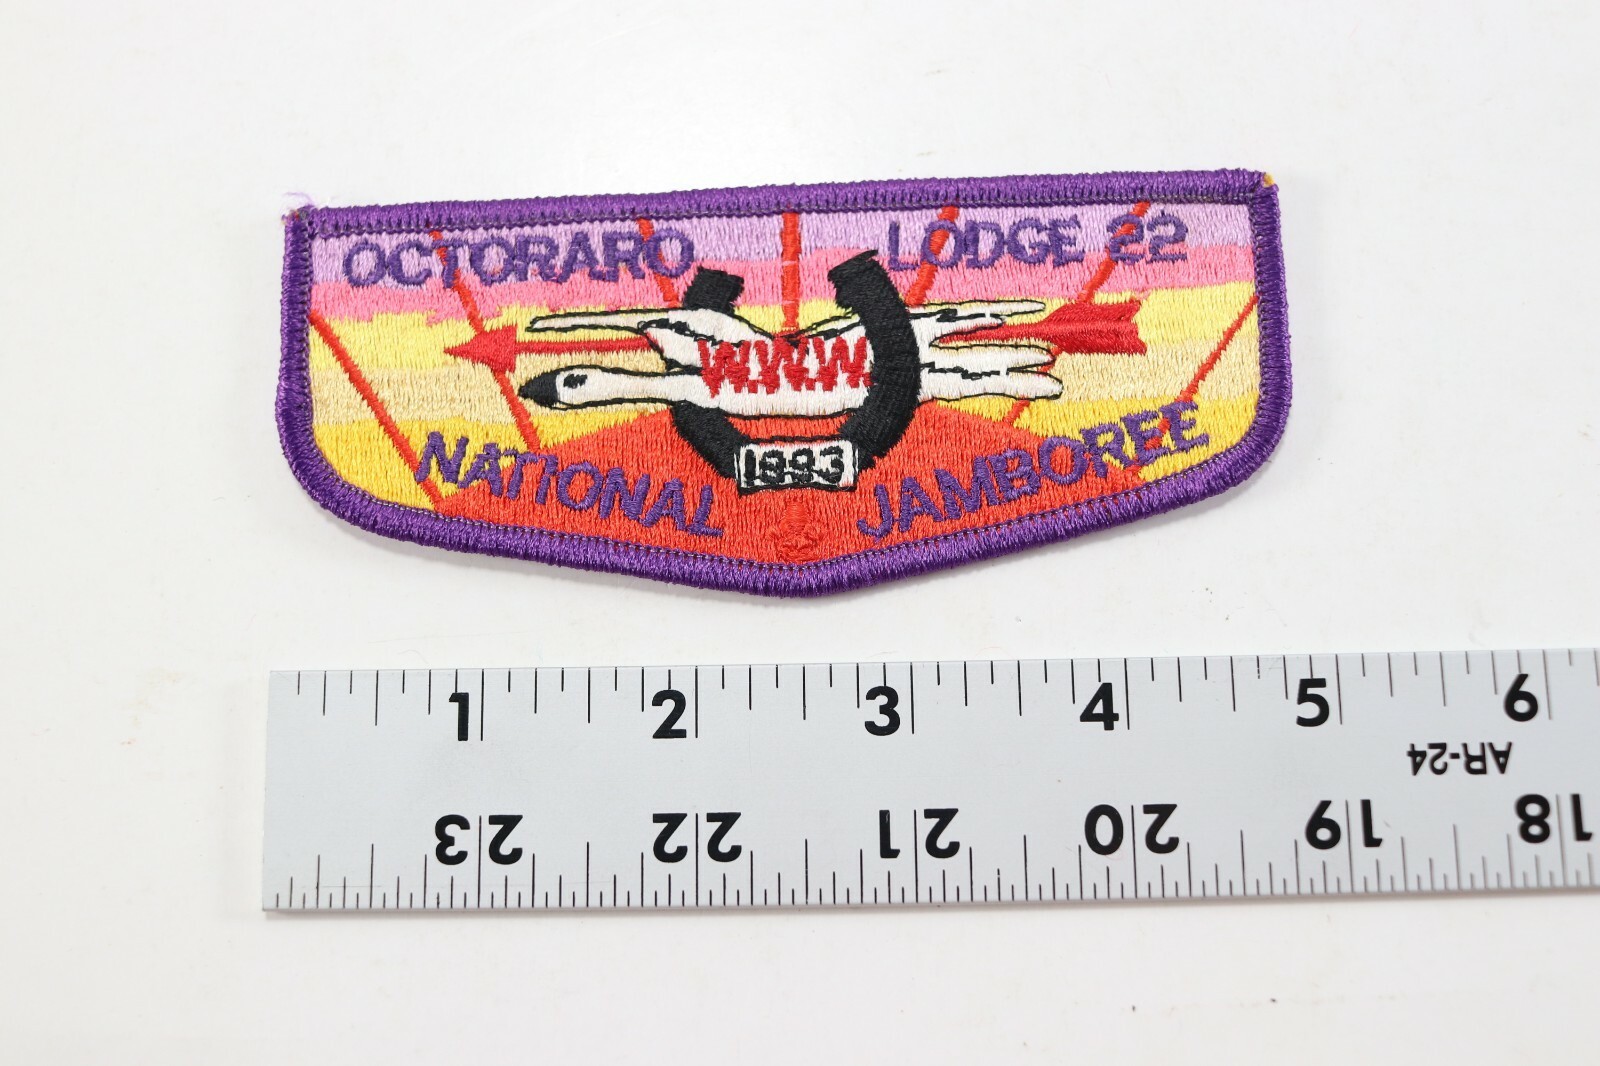 OCTORARO LODGE 22
W.W.W.
1993
NATIONAL JAMBOREE
1 2 3 4 5 6
AR-24
23 22 21 20 19 18